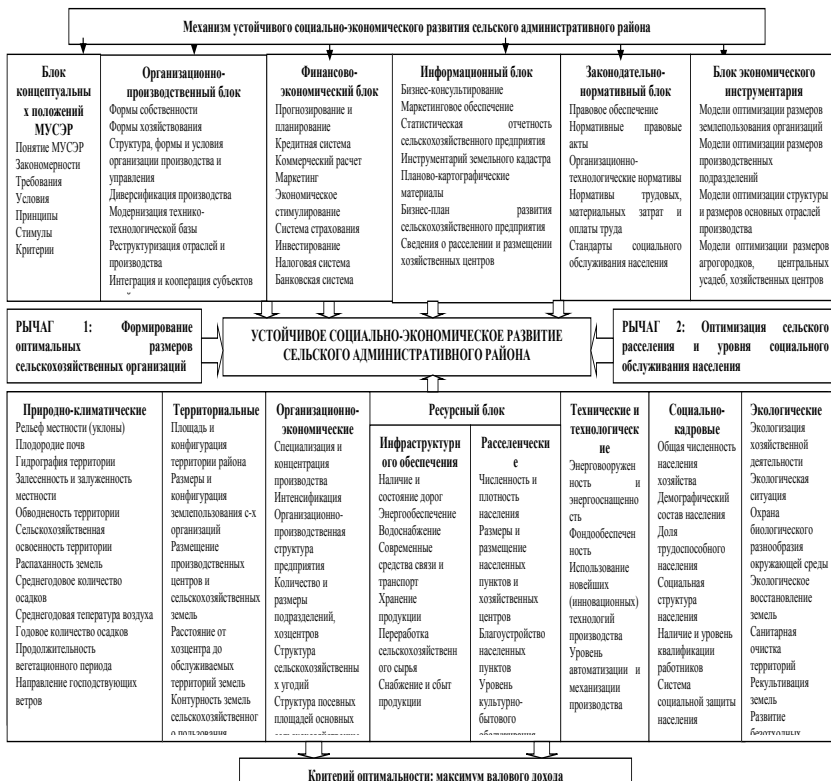 Механизм устойчивого социально-экономического развития сельского административного района
Блок
концептуальны
х положений
МУСЭР
Понятие МУСЭР
Закономерности
Требования
Условия
Принципы
Стимулы
Критерии
Организационно-
производственный блок
Формы собственности
Формы хозяйствования
Структура, формы и условия
организации производства и
управления
Диверсификация производства
Модернизация технико-
технологической базы
Реструктуризация отраслей и
производства
Интеграция и кооперация субъектов
Финансово-
экономический блок
Прогнозирование и
планирование
Кредитная система
Коммерческий расчет
Маркетинг
Экономическое
стимулирование
Система страхования
Инвестирование
Налоговая система
Банковская система
Информационный блок
Бизнес-консультирование
Маркетинговое обеспечение
Статистическая отчетность
сельскохозяйственного предприятия
Инструментарий земельного кадастра
Планово-картографические
материалы
Бизнес-план развития
сельскохозяйственного предприятия
Сведения о расселении и размещении
хозяйственных центров
Законодательно-
нормативный блок
Правовое обеспечение
Нормативные правовые
акты
Организационно-
технологические нормативы
Нормативы трудовых,
материальных затрат и
оплаты труда
Стандарты социального
обслуживания населения
Блок экономического
инструментария
Модели оптимизации размеров
землепользования организаций
Модели оптимизации размеров
производственных
подразделений
Модели оптимизации структуры
и размеров основных отраслей
производства
Модели оптимизации размеров
агрогородков, центральных
усадеб, хозяйственных центров
РЫЧАГ 1: Формирование
оптимальных размеров
сельскохозяйственных организаций
УСТОЙЧИВОЕ СОЦИАЛЬНО-ЭКОНОМИЧЕСКОЕ РАЗВИТИЕ
СЕЛЬСКОГО АДМИНИСТРАТИВНОГО РАЙОНА
РЫЧАГ 2: Оптимизация сельского
расселения и уровня социального
обслуживания населения
Природно-климатические
Рельеф местности (уклоны)
Плодородие почв
Гидрография территории
Залесенность и залуженность
местности
Обводненость территории
Сельскохозяйственная
освоенность территории
Распаханность земель
Среднегодовое количество
осадков
Среднегодовая тепература воздуха
Годовое количество осадков
Продолжительность
вегетационного периода
Направление господствующих
ветров
Территориальные
Площадь и
конфигурация
территории района
Размеры и
конфигурация
землепользования с-х
организаций
Размещение
производственных
центров и
сельскохозяйственных
земель
Расстояние от
хозцентра до
обслуживаемых
территорий земель
Контурность земель
сельскохозяйственног
о пользования
Организационно-
экономические
Специализация и
концентрация
производства
Интенсификация
Организационно-
производственная
структура
предприятия
Количество и
размеры
подразделений,
хозцентров
Структура
сельскохозяйственны
х угодий
Структура посевных
площадей основных
Ресурсный блок
Инфраструктурн
ого обеспечения
Наличие и
состояние дорог
Энергообеспечение
Водоснабжение
Современные
средства связи и
транспорт
Хранение
продукции
Переработка
сельскохозяйственн
ого сырья
Снабжение и сбыт
продукции
Расселенчески
е
Численность и
плотность
населения
Размеры и
размещение
населенных
пунктов и
хозяйственных
центров
Благоустройство
населенных
пунктов
Уровень
культурно-
бытового
Технические и
технологически
е
Энерговооружен
ность и
энергооснащенно
сть
Фондообеспечен
ность
Использование
новейших
(инновационных)
технологий
производства
Уровень
автоматизации и
механизации
производства
Социально-
кадровые
Общая численность
населения
хозяйства
Демографический
состав населения
Доля
трудоспособного
населения
Социальная
структура
населения
Наличие и уровень
квалификации
работников
Система
социальной защиты
населения
Экологические
Экологизация
хозяйственной
деятельности
Экологическая
ситуация
Охрана
биологического
разнообразия
окружающей среды
Экологическое
восстановление
земель
Санитарная
очистка
территорий
Рекультивация
земель
Развитие
безотходных
Критерий оптимальности: максимум валового дохода